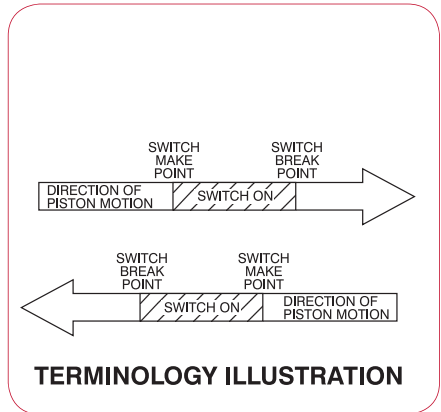 SWITCH
MAKE
POINT
SWITCH
BREAK
POINT
DIRECTION OF
PISTON MOTION
SWITCH ON
SWITCH
BREAK
POINT
SWITCH
MAKE
POINT
SWITCH ON
DIRECTION OF
PISTON MOTION
TERMINOLOGY ILLUSTRATION